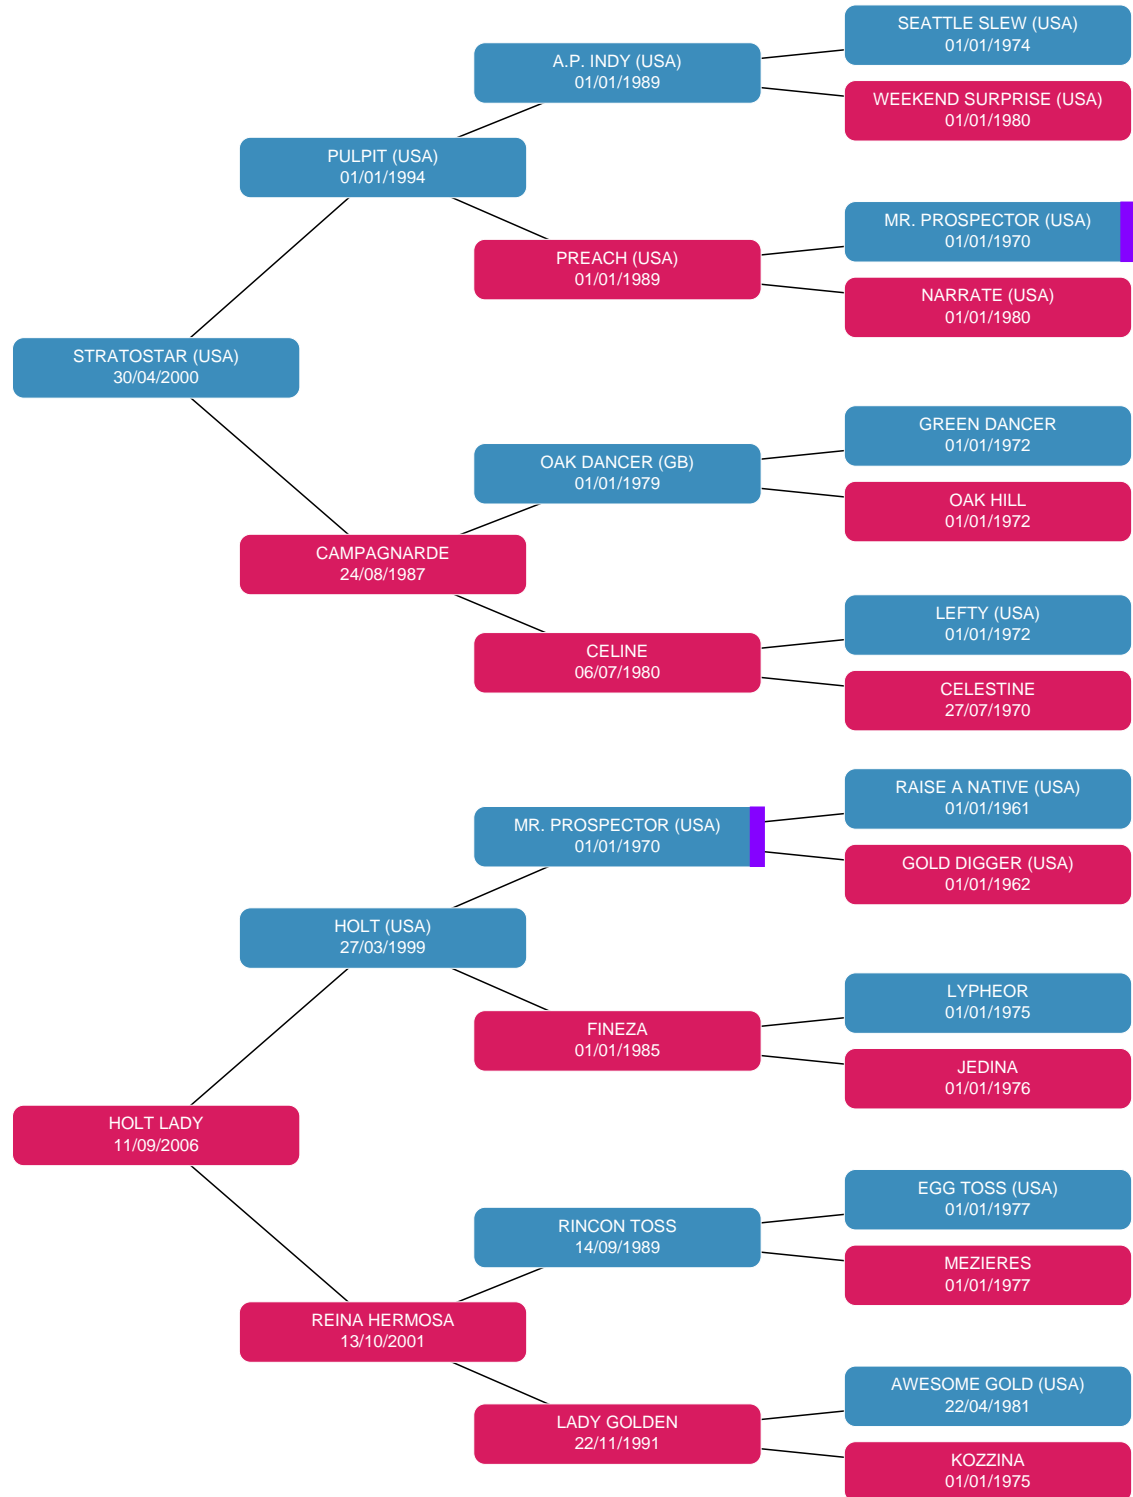 SEATTLE SLEW (USA)
01/01/1974
A.P. INDY (USA)
01/01/1989
WEEKEND SURPRISE (USA)
01/01/1980
PULPIT (USA)
01/01/1994
MR. PROSPECTOR (USA)
01/01/1970
PREACH (USA)
01/01/1989
NARRATE (USA)
01/01/1980
STRATOSTAR (USA)
30/04/2000
GREEN DANCER
01/01/1972
OAK DANCER (GB)
01/01/1979
OAK HILL
01/01/1972
CAMPAGNARDE
24/08/1987
LEFTY (USA)
01/01/1972
CELINE
06/07/1980
CELESTINE
27/07/1970
RAISE A NATIVE (USA)
01/01/1961
MR. PROSPECTOR (USA)
01/01/1970
GOLD DIGGER (USA)
01/01/1962
HOLT (USA)
27/03/1999
LYPHEOR
01/01/1975
FINEZA
01/01/1985
JEDINA
01/01/1976
HOLT LADY
11/09/2006
EGG TOSS (USA)
01/01/1977
RINCON TOSS
14/09/1989
MEZIERES
01/01/1977
REINA HERMOSA
13/10/2001
AWESOME GOLD (USA)
22/04/1981
LADY GOLDEN
22/11/1991
KOZZINA
01/01/1975